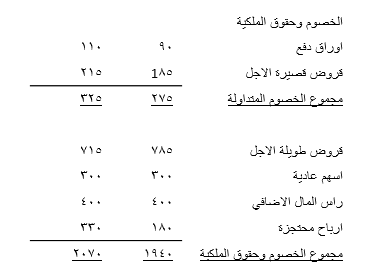 الخصوم وحقوق الملكية
اوراق دفع ٩٠ ١١٠
قروض قصيرة الاجل 1٨٥ ٢١٥
مجموع الخصوم المتداولة ٢٧٥ ٣٢٥
قروض طويلة الاجل ٧٨٥ ٧١٥
اسهم عادية ٣٠٠ ٣٠٠
راس المال الاضافي ٤٠٠ ٤٠٠
ارباح محتجزة ١٨٠ ٣٣٠
مجموع الخصوم وحقوق الملكية ١٩٤٠ ٢٠٧٠